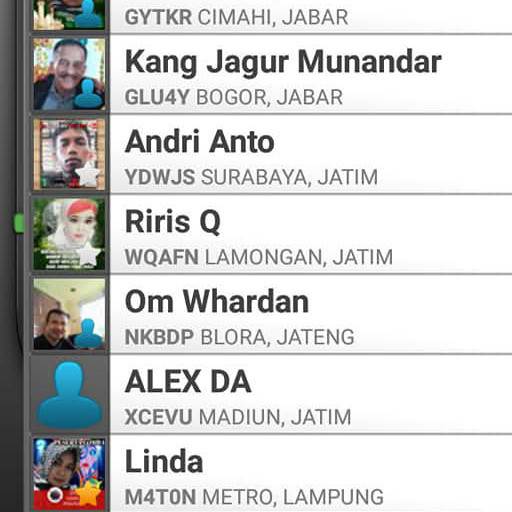 GYTKR CIMAHI, JABAR
Kang Jagur Munandar
GLU4Y BOGOR, JABAR
Andri Anto
YDWJS SURABAYA, JATIM
Riris Q
WQAFN LAMONGAN, JATIM
Om Whardan
NKBDP BLORA, JATENG
ALEX DA
XCEVU MADIUN, JATIM
Linda
M4T0N METRO, LAMPUNG